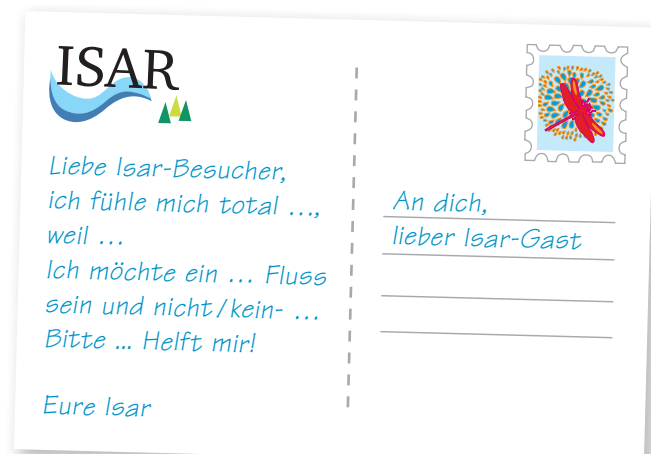 ISAR
Liebe Isar-Besucher,
ich fühle mich total ...,
weil ...
Ich möchte ein ... Fluss
sein und nicht/kein- ...
Bitte ... Helft mir!
Eure Isar
An dich,
lieber Isar-Gast